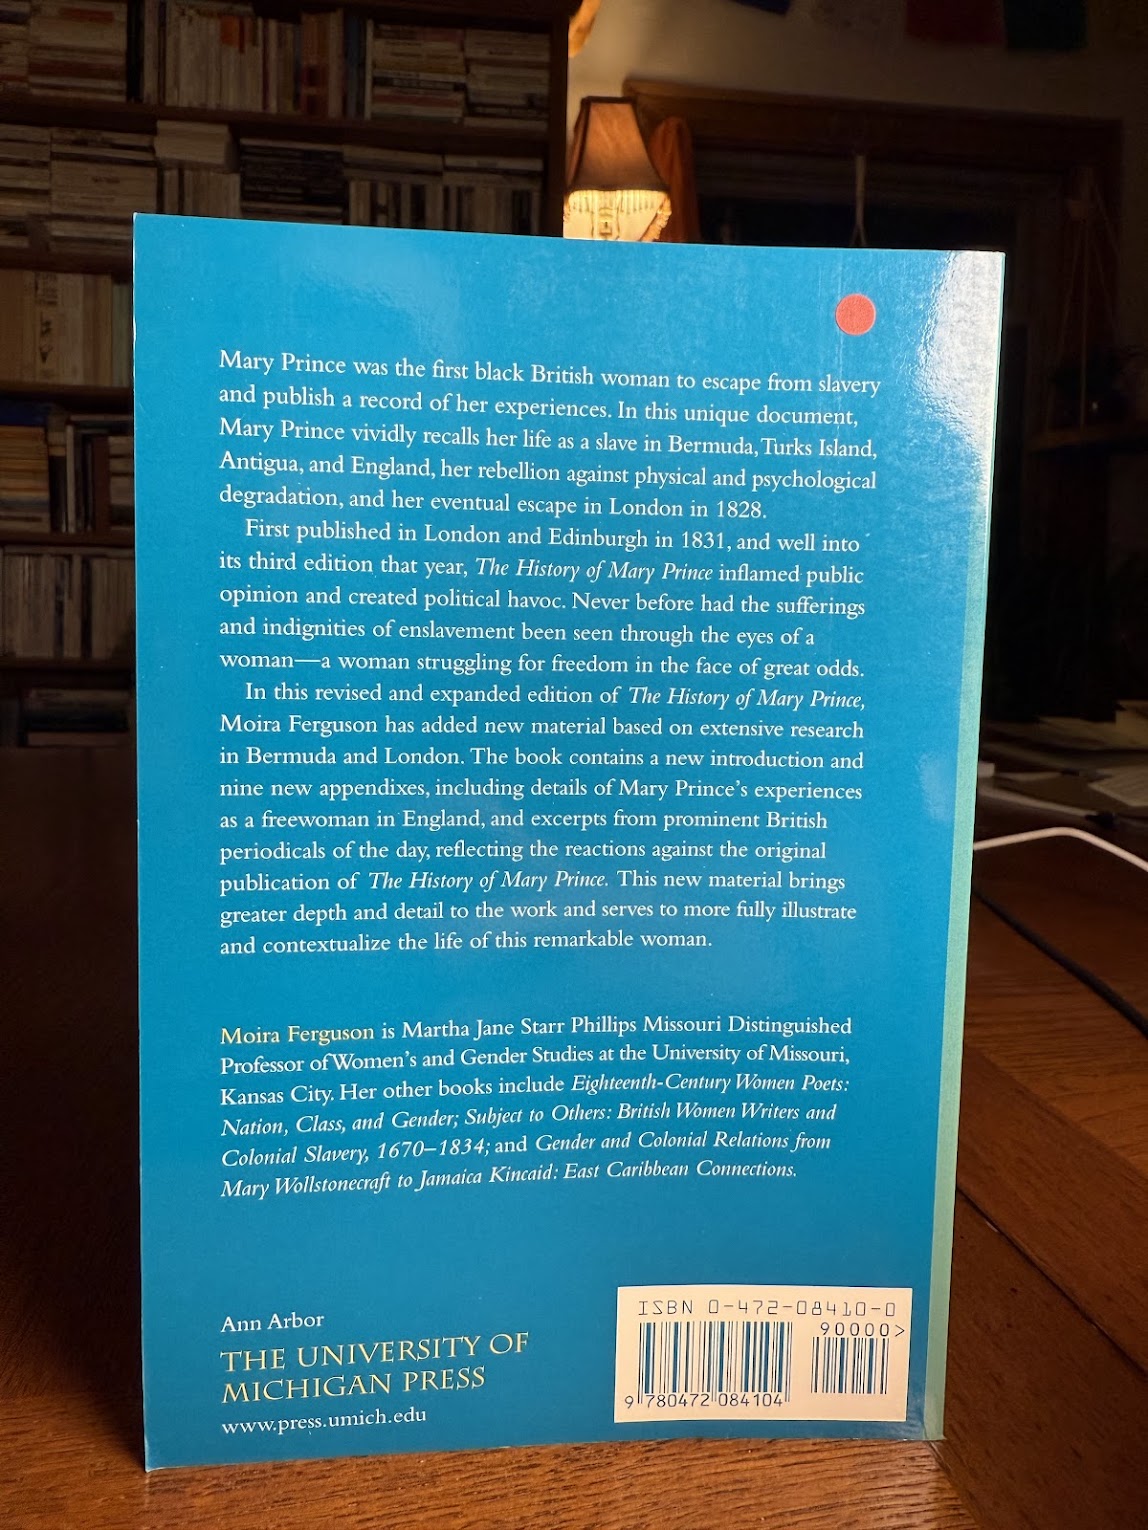 Mary Prince was the first black British woman to escape from slavery
and publish a record of her experiences. In this unique document,
Mary Prince vividly recalls her life as a slave in Bermuda, Turks Island,
Antigua, and England, her rebellion against physical and psychological
degradation, and her eventual escape in London in 1828.
First published in London and Edinburgh in 1831, and well into
its third edition that year, The History of Mary Prince inflamed public
opinion and created political havoc. Never before had the sufferings
and indignities of enslavement been seen through the eyes of a
woman—a woman struggling for freedom in the face of great odds.
In this revised and expanded edition of The History of Mary Prince,
Moira Ferguson has added new material based on extensive research
in Bermuda and London. The book contains a new introduction and
nine new appendixes, including details of Mary Prince's experiences
as a freewoman in England, and excerpts from prominent British
periodicals of the day, reflecting the reactions against the original
publication of The History of Mary Prince. This new material brings
greater depth and detail to the work and serves to more fully illustrate
and contextualize the life of this remarkable woman.
Moira Ferguson is Martha Jane Starr Phillips Missouri Distinguished
Professor of Women's and Gender Studies at the University of Missouri,
Kansas City. Her other books include Eighteenth-Century Women Poets:
Nation, Class, and Gender; Subject to Others: British Women Writers and
Colonial Slavery, 1670–1834; and Gender and Colonial Relations from
Mary Wollstonecraft to Jamaica Kincaid: East Caribbean Connections.
Ann Arbor
THE UNIVERSITY OF
MICHIGAN PRESS
www.press.umich.edu
ISBN 0-472-08410-0
90000>
9 780472 084104